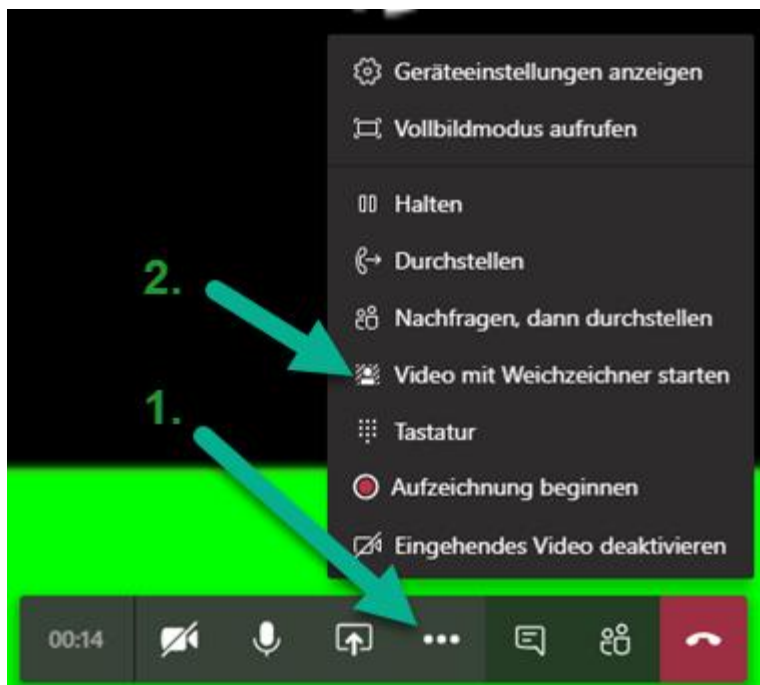 Geräteeinstellungen anzeigen
Vollbildmodus aufrufen
Halten
Durchstellen
2.
Nachfragen, dann durchstellen
Video mit Weichzeichner starten
1.
Tastatur
Aufzeichnung beginnen
Eingehendes Video deaktivieren
00:14